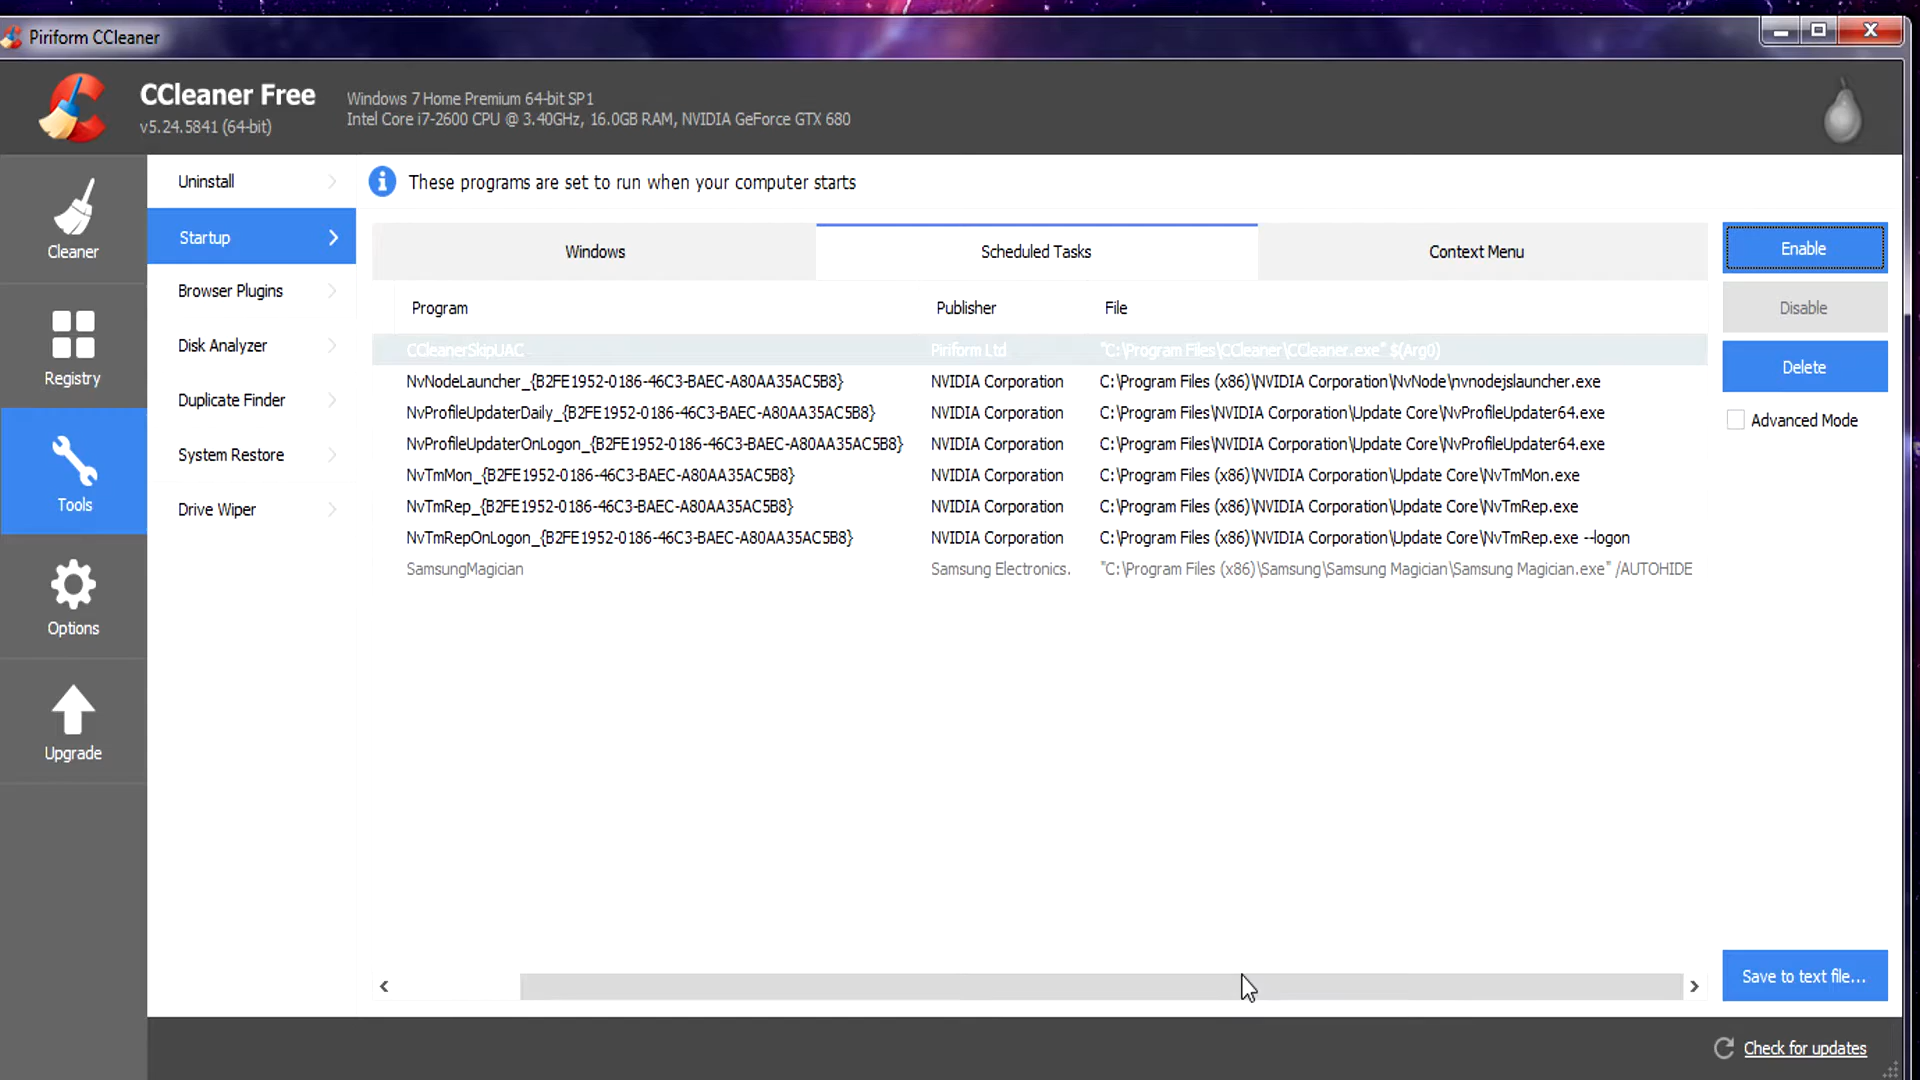 Piriform CCleaner
CCleaner Free
v5.24.5841 (64-bit)
Windows 7 Home Premium 64-bit SP1
Intel Core i7-2600 CPU @ 3.40GHz, 16.0GB RAM, NVIDIA GeForce GTX 680
Cleaner
Registry
Tools
Options
Upgrade
Uninstall
Startup
Browser Plugins
Disk Analyzer
Duplicate Finder
System Restore
Drive Wiper
These programs are set to run when your computer starts
Windows Scheduled Tasks Context Menu
Program Publisher File
CCleanerSkipUAC Piriform Ltd "C:\Program Files\CCleaner\CCleaner.exe" $(Arg0)
NvNodeLauncher_{B2FE1952-0186-46C3-BAEC-A80AA35AC5B8} NVIDIA Corporation C:\Program Files (x86)\NVIDIA Corporation\NvNode\nvnodejslauncher.exe
NvProfileUpdaterDaily_{B2FE1952-0186-46C3-BAEC-A80AA35AC5B8} NVIDIA Corporation C:\Program Files\NVIDIA Corporation\Update Core\NvProfileUpdater64.exe
NvProfileUpdaterOnLogon_{B2FE1952-0186-46C3-BAEC-A80AA35AC5B8} NVIDIA Corporation C:\Program Files\NVIDIA Corporation\Update Core\NvProfileUpdater64.exe
NvTmMon_{B2FE1952-0186-46C3-BAEC-A80AA35AC5B8} NVIDIA Corporation C:\Program Files (x86)\NVIDIA Corporation\Update Core\NvTmMon.exe
NvTmRep_{B2FE1952-0186-46C3-BAEC-A80AA35AC5B8} NVIDIA Corporation C:\Program Files (x86)\NVIDIA Corporation\Update Core\NvTmRep.exe
NvTmRepOnLogon_{B2FE1952-0186-46C3-BAEC-A80AA35AC5B8} NVIDIA Corporation C:\Program Files (x86)\NVIDIA Corporation\Update Core\NvTmRep.exe --logon
SamsungMagician Samsung Electronics. "C:\Program Files (x86)\Samsung\Samsung Magician\Samsung Magician.exe" /AUTOHIDE
Enable
Disable
Delete
Advanced Mode
Save to text file...
Check for updates